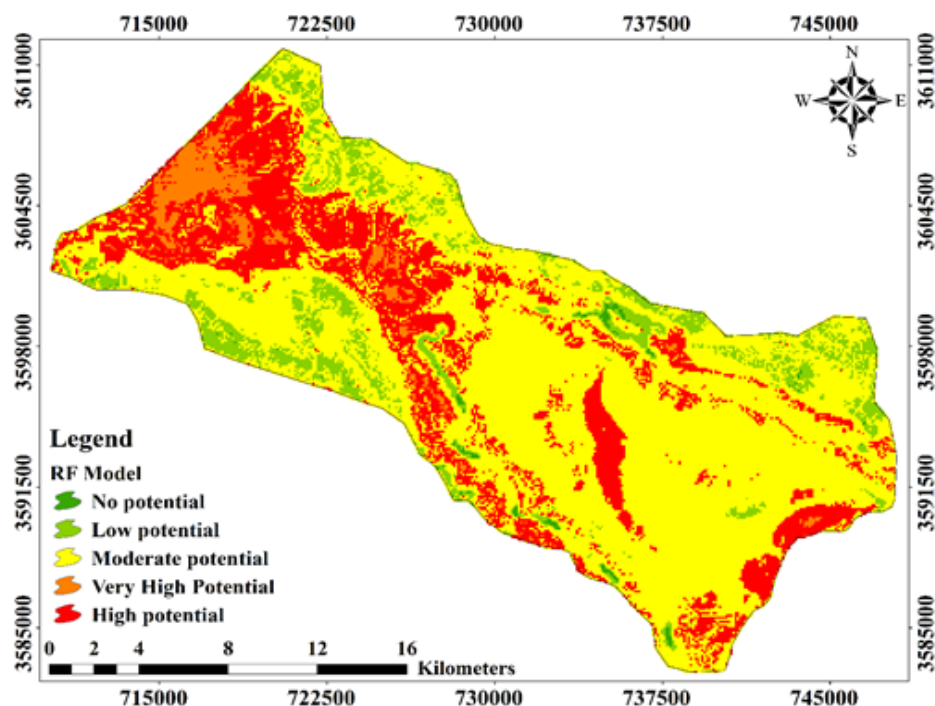 715000 722500 730000 737500 745000
3611000
3604500
3598000
3591500
3585000
3611000
3604500
3598000
3591500
3585000
N
W E
S
Legend
RF Model
No potential
Low potential
Moderate potential
Very High Potential
High potential
0 2 4 8 12 16
Kilometers
715000 722500 730000 737500 745000